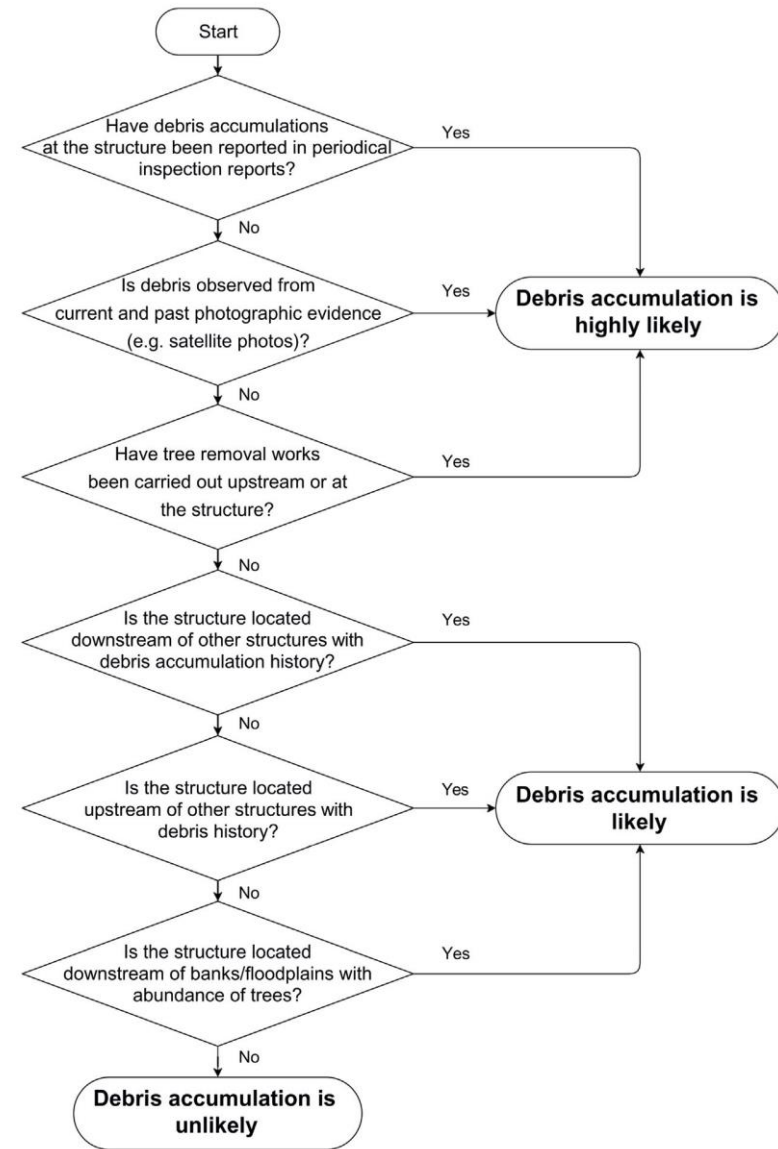 Start
Have debris accumulations
at the structure been reported in periodical
inspection reports?
Yes
No
Is debris observed from
current and past photographic evidence
(e.g. satellite photos)?
Yes
Debris accumulation is
highly likely
No
Have tree removal works
been carried out upstream or at
the structure?
Yes
No
Is the structure located
downstream of other structures with
debris accumulation history?
Yes
No
Is the structure located
upstream of other structures with
debris history?
Yes
Debris accumulation is
likely
No
Is the structure located
downstream of banks/floodplains with
abundance of trees?
Yes
No
Debris accumulation is
unlikely